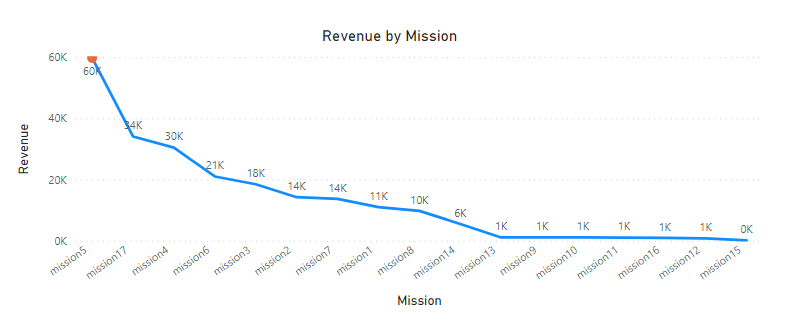 Revenue by Mission
60K
40K
20K
0K
Revenue
60K
34K
30K
21K
18K
14K
14K
11K
10K
6K
1K
1K
1K
1K
1K
1K
0K
mission5
mission17
mission4
mission6
mission3
mission2
mission7
mission1
mission8
mission14
mission13
mission9
mission10
mission11
mission16
mission12
mission15
Mission